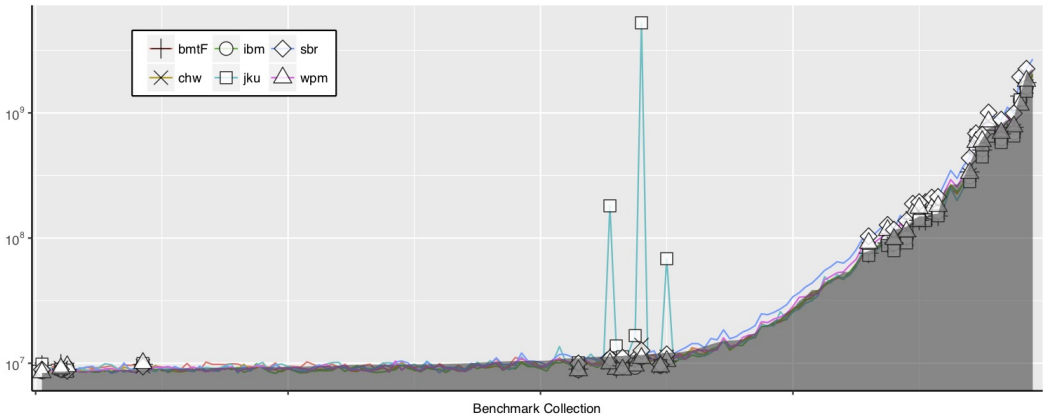 bmtF ibm sbr
chw jku wpm
10⁹
10⁸
10⁷
Benchmark Collection